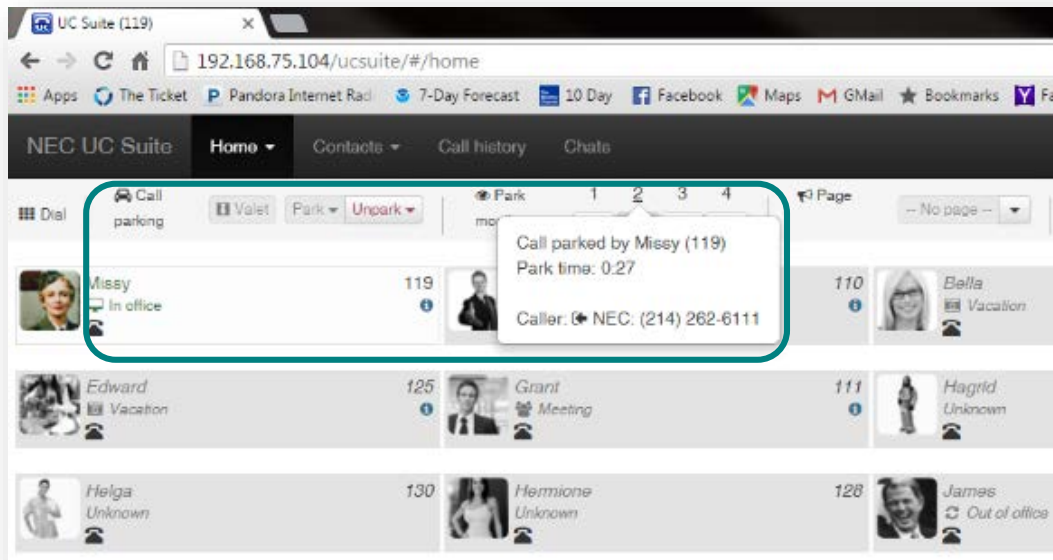 UC Suite (119)
192.168.75.104/ucsuite/#/home
Apps The Ticket Pandora Internet Rad 7-Day Forecast 10 Day Facebook Maps GMail Bookmarks Fa
NEC UC Suite Home Contacts Call history Chats
Dial Call parking Valet Park Unpark Park 1 2 3 4 Page -- No page --
Call parked by Missy (119)
Park time: 0:27
Caller: NEC: (214) 262-6111
Missy 119
In office
110
Bella
Vacation
Edward 125
Vacation
Grant 111
Meeting
Hagrid
Unknown
Helga 130
Unknown
Hermione 128
Unknown
James
Out of office